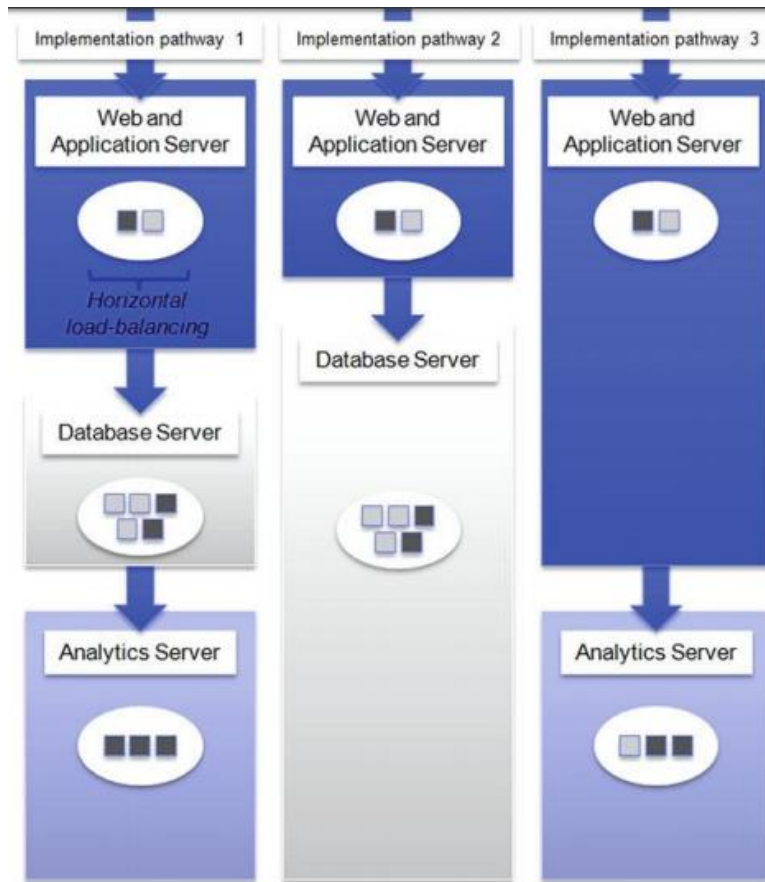 Implementation pathway 1
Implementation pathway 2
Implementation pathway 3
Web and
Application Server
Web and
Application Server
Web and
Application Server
Horizontal
load-balancing
Database Server
Database Server
Analytics Server
Analytics Server